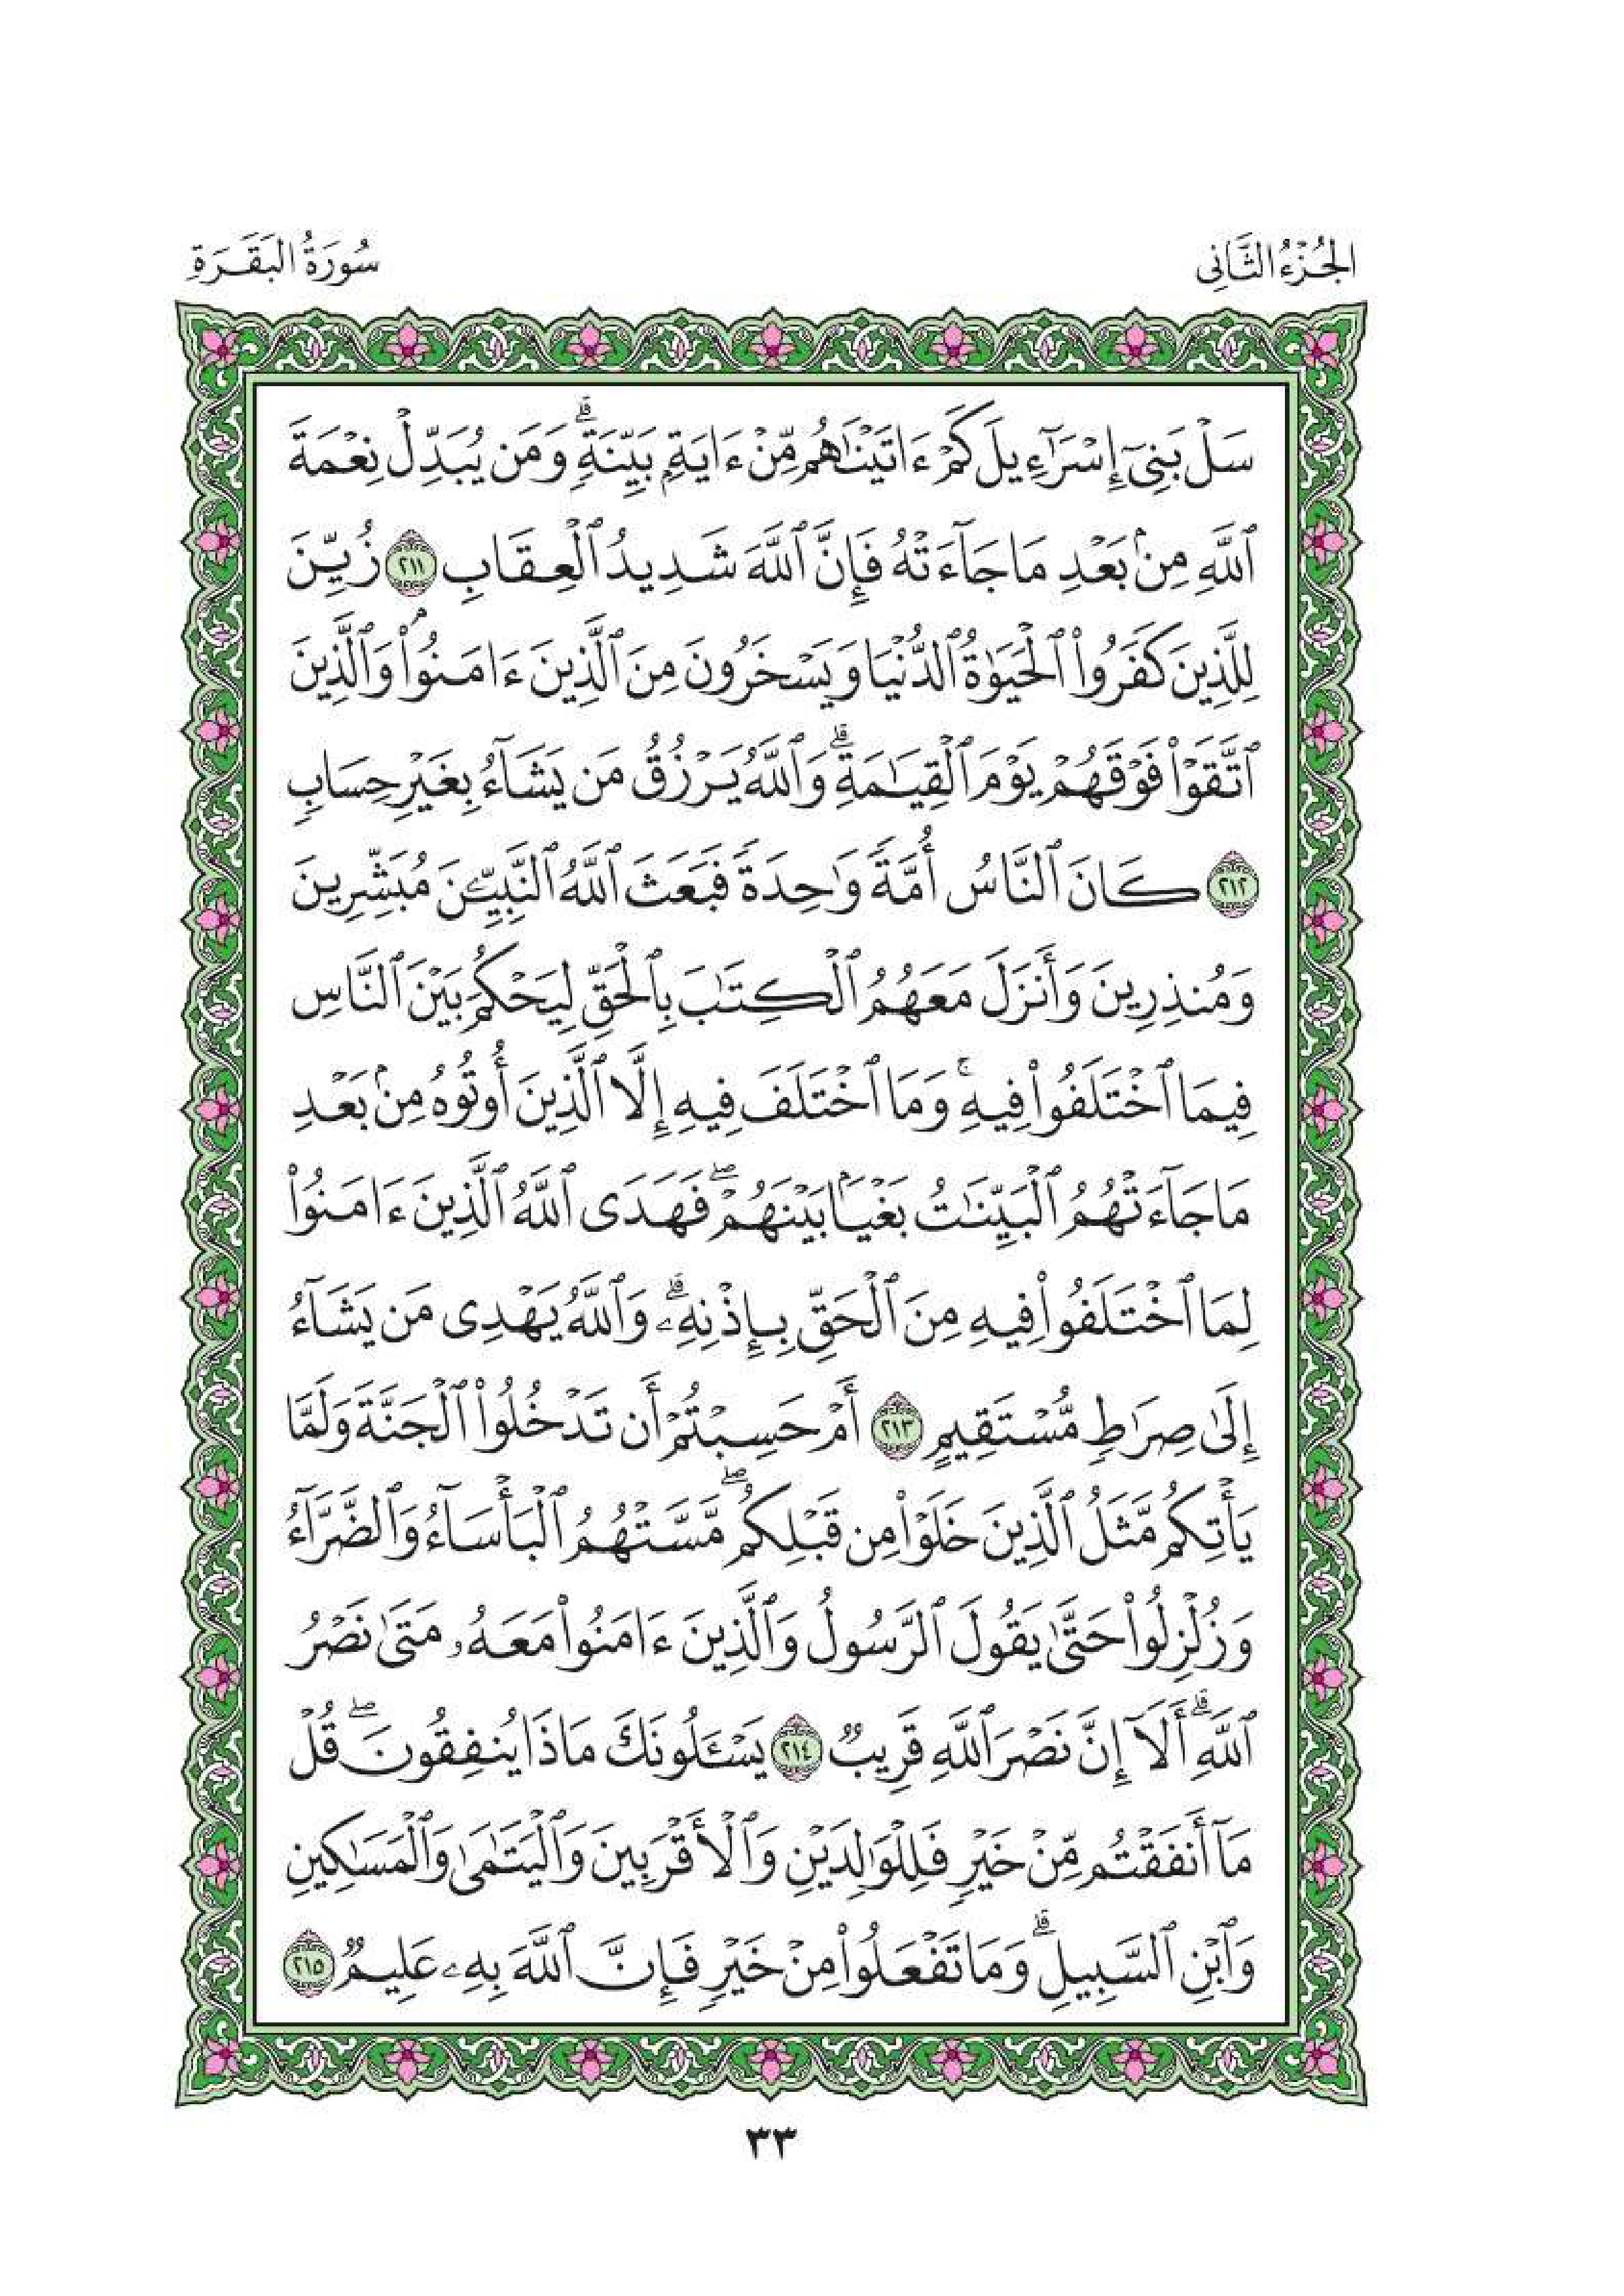 الجُزْءُ الثَّانِي
سُورَةُ البَقَرَةِ
سَلْ بَنِيٓ إِسْرَٰٓءِيلَ كَمْ ءَاتَيْنَٰهُم مِّنْ ءَايَةِۭ بَيِّنَةٖۗ وَمَن يُبَدِّلْ نِعْمَةَ
ٱللَّهِ مِنۢ بَعْدِ مَا جَآءَتْهُ فَإِنَّ ٱللَّهَ شَدِيدُ ٱلْعِقَابِ ٢١١ زُيِّنَ
لِلَّذِينَ كَفَرُواْ ٱلْحَيَوٰةُ ٱلدُّنْيَا وَيَسْخَرُونَ مِنَ ٱلَّذِينَ ءَامَنُواْۘ وَٱلَّذِينَ
ٱتَّقَوْاْ فَوْقَهُمْ يَوْمَ ٱلْقِيَٰمَةِۗ وَٱللَّهُ يَرْزُقُ مَن يَشَآءُ بِغَيْرِ حِسَابٖ
٢١٢ كَانَ ٱلنَّاسُ أُمَّةٗ وَٰحِدَةٗ فَبَعَثَ ٱللَّهُ ٱلنَّبِيِّـۧنَ مُبَشِّرِينَ
وَمُنذِرِينَ وَأَنزَلَ مَعَهُمُ ٱلْكِتَٰبَ بِٱلْحَقِّ لِيَحْكُمَ بَيْنَ ٱلنَّاسِ
فِيمَا ٱخْتَلَفُواْ فِيهِۚ وَمَا ٱخْتَلَفَ فِيهِ إِلَّا ٱلَّذِينَ أُوتُوهُ مِنۢ بَعْدِ
مَا جَآءَتْهُمُ ٱلْبَيِّنَٰتُ بَغْيَۢا بَيْنَهُمْۖ فَهَدَى ٱللَّهُ ٱلَّذِينَ ءَامَنُواْ
لِمَا ٱخْتَلَفُواْ فِيهِ مِنَ ٱلْحَقِّ بِإِذْنِهِۦۗ وَٱللَّهُ يَهْدِي مَن يَشَآءُ
إِلَىٰ صِرَٰطٖ مُّسْتَقِيمٍ ٢١٣ أَمْ حَسِبْتُمْ أَن تَدْخُلُواْ ٱلْجَنَّةَ وَلَمَّا
يَأْتِكُم مَّثَلُ ٱلَّذِينَ خَلَوْاْ مِن قَبْلِكُمۖ مَّسَّتْهُمُ ٱلْبَأْسَآءُ وَٱلضَّرَّآءُ
وَزُلْزِلُواْ حَتَّىٰ يَقُولَ ٱلرَّسُولُ وَٱلَّذِينَ ءَامَنُواْ مَعَهُۥ مَتَىٰ نَصْرُ
ٱللَّهِۗ أَلَآ إِنَّ نَصْرَ ٱللَّهِ قَرِيبٞ ٢١٤ يَسْـَٔلُونَكَ مَاذَا يُنفِقُونَۖ قُلْ
مَآ أَنفَقْتُم مِّنْ خَيْرٖ فَلِلْوَٰلِدَيْنِ وَٱلْأَقْرَبِينَ وَٱلْيَتَٰمَىٰ وَٱلْمَسَٰكِينِ
وَٱبْنِ ٱلسَّبِيلِۗ وَمَا تَفْعَلُواْ مِنْ خَيْرٖ فَإِنَّ ٱللَّهَ بِهِۦ عَلِيمٞ ٢١٥
٣٣